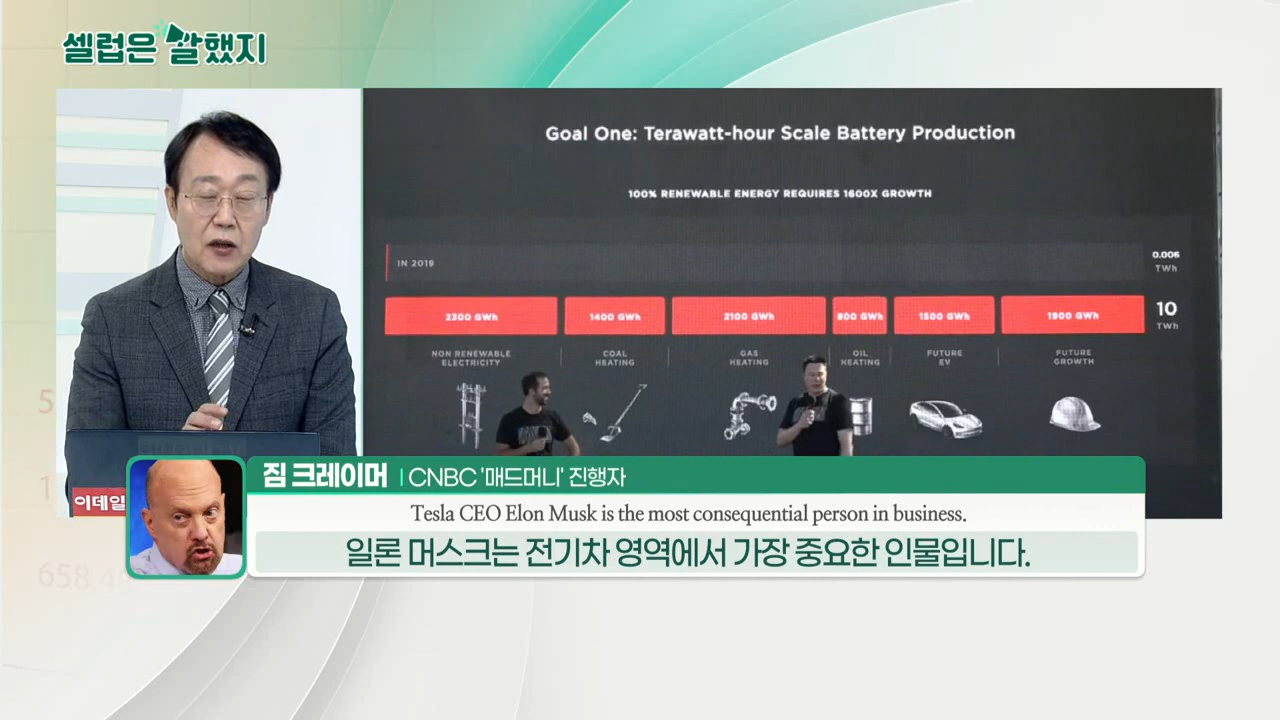 셀럽은 말했지
Goal One: Terawatt-hour Scale Battery Production
100% RENEWABLE ENERGY REQUIRES 1600X GROWTH
IN 2019
0.006
TWh
2300 GWh
1400 GWh
2100 GWh
800 GWh
1500 GWh
1900 GWh
10
TWh
NON RENEWABLE
ELECTRICITY
COAL
HEATING
GAS
HEATING
OIL
HEATING
FUTURE
EV
FUTURE
GROWTH
이데일
짐 크레이머 | CNBC '매드머니' 진행자
Tesla CEO Elon Musk is the most consequential person in business.
일론 머스크는 전기차 영역에서 가장 중요한 인물입니다.